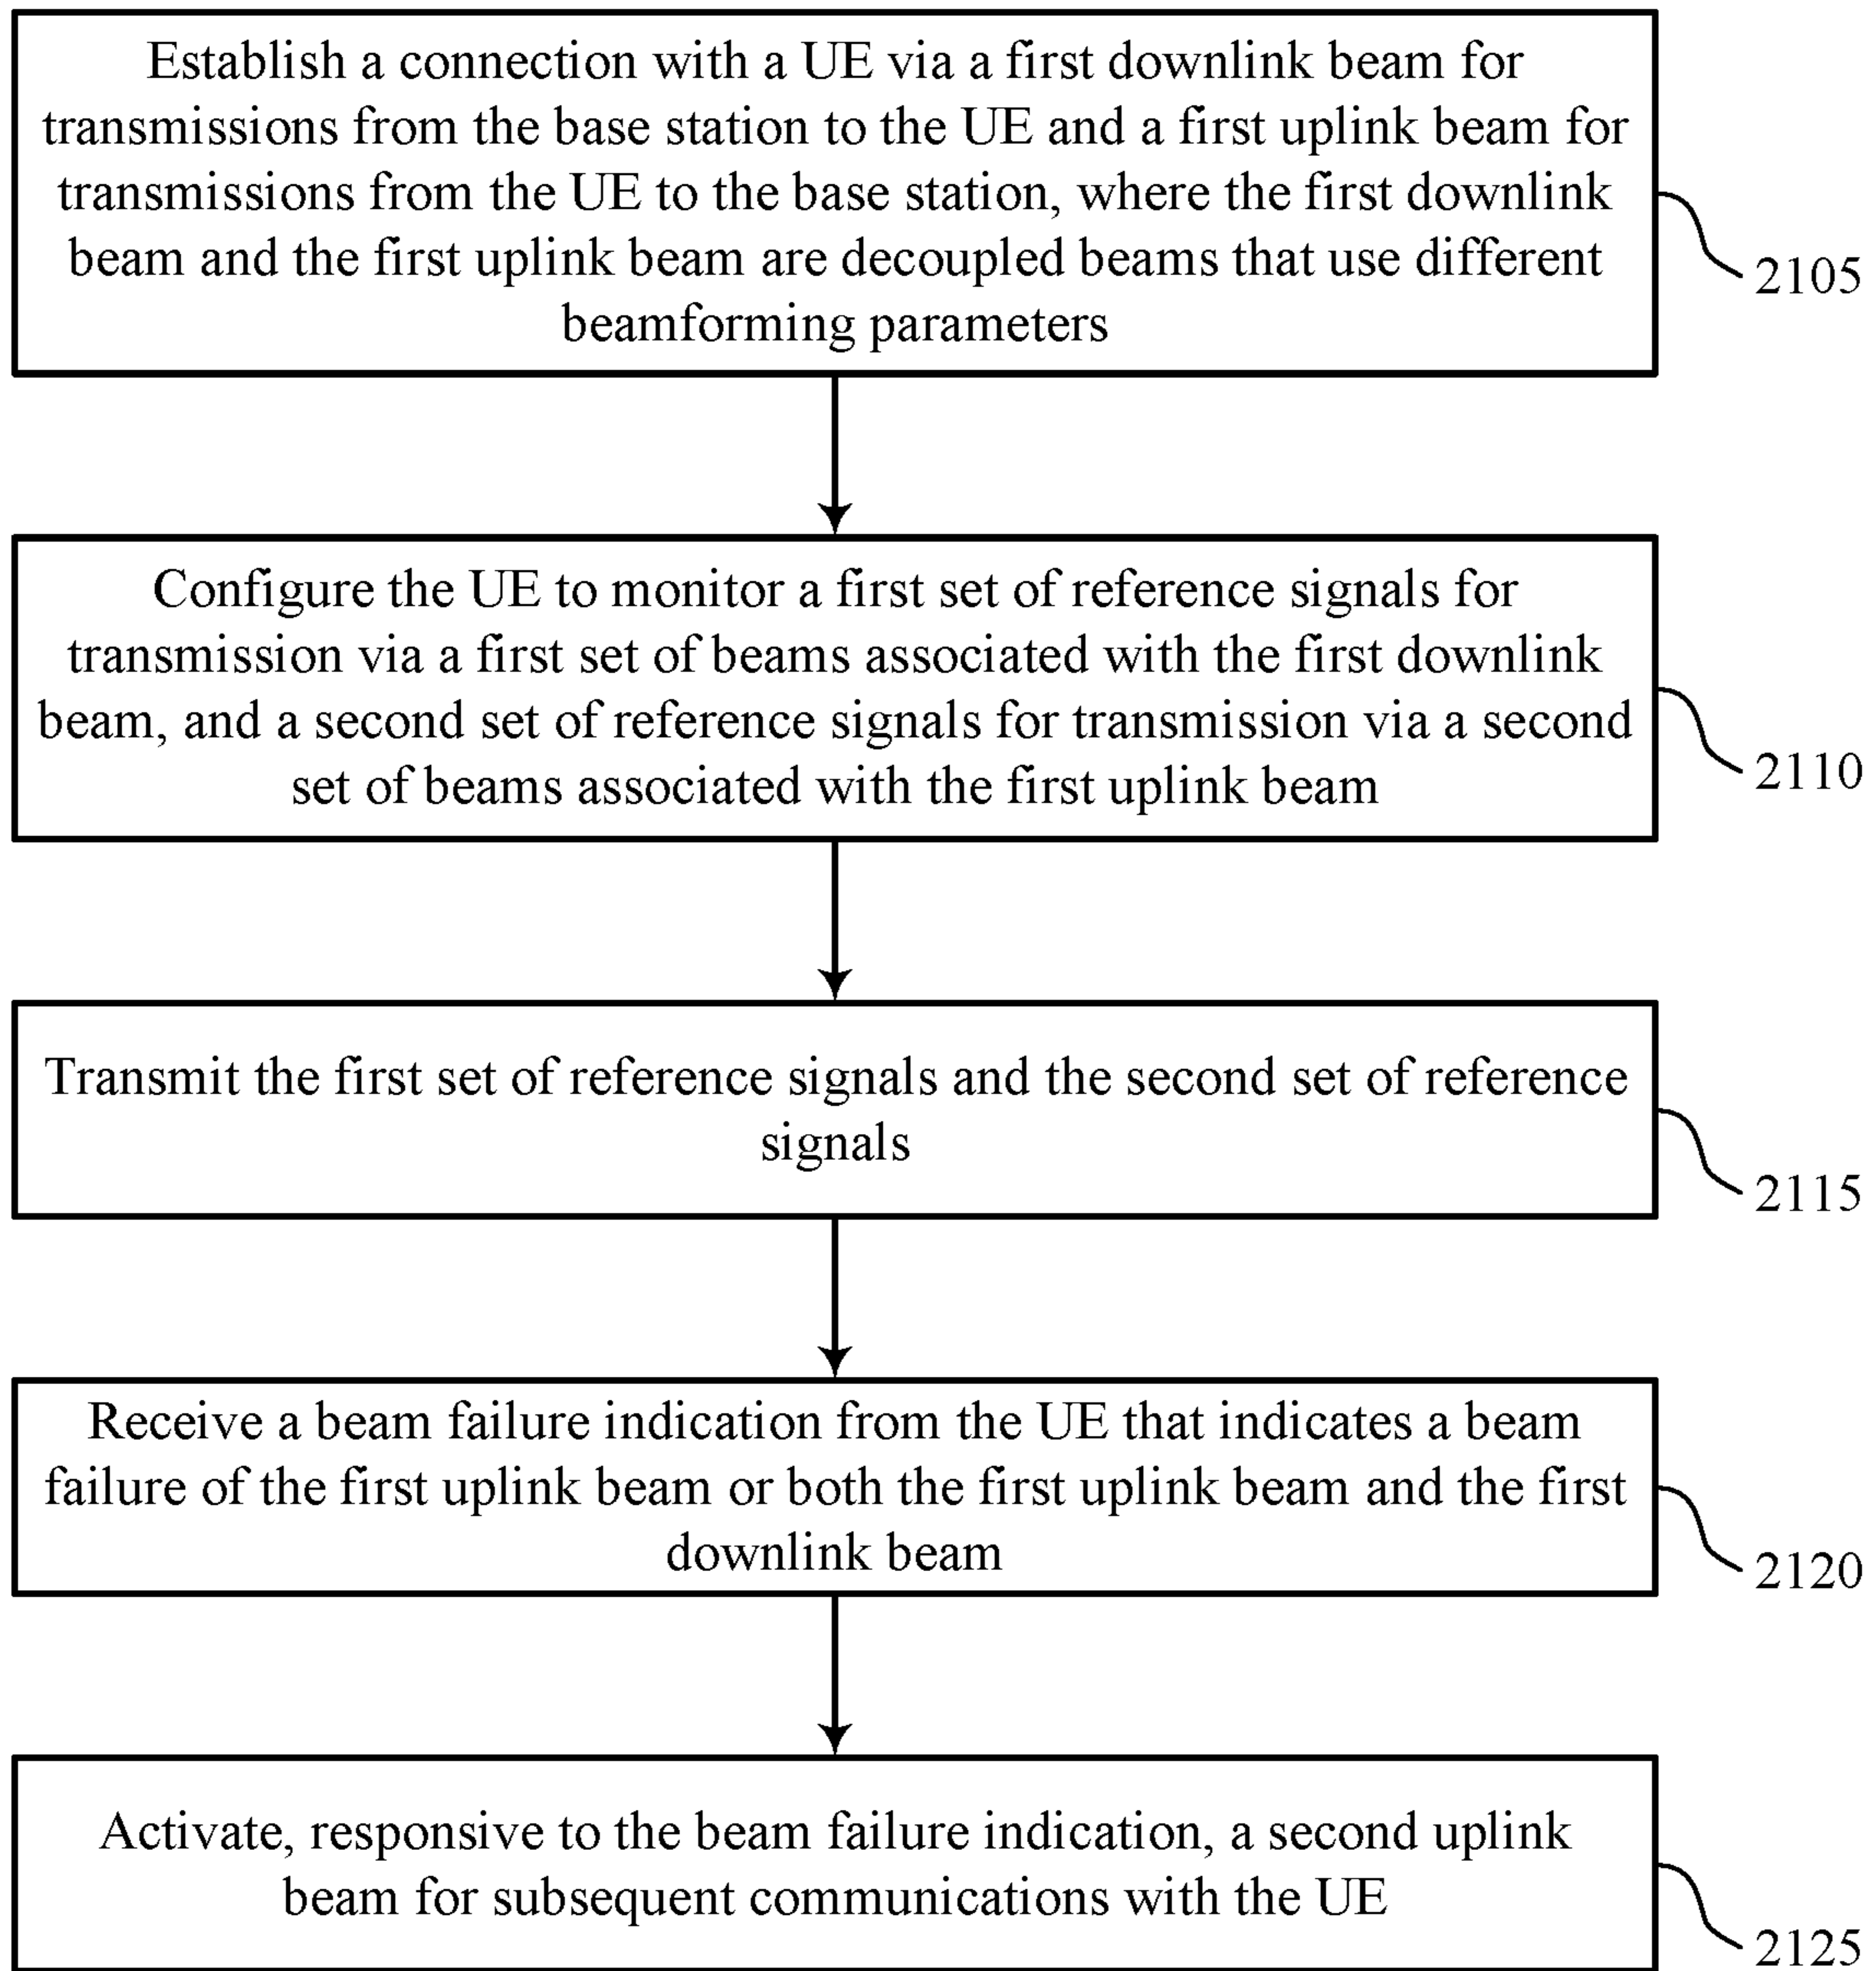 Establish a connection with a UE via a first downlink beam for
transmissions from the base station to the UE and a first uplink beam for
transmissions from the UE to the base station, where the first downlink
beam and the first uplink beam are decoupled beams that use different
beamforming parameters
2105
Configure the UE to monitor a first set of reference signals for
transmission via a first set of beams associated with the first downlink
beam, and a second set of reference signals for transmission via a second
set of beams associated with the first uplink beam
2110
Transmit the first set of reference signals and the second set of reference
signals
2115
Receive a beam failure indication from the UE that indicates a beam
failure of the first uplink beam or both the first uplink beam and the first
downlink beam
2120
Activate, responsive to the beam failure indication, a second uplink
beam for subsequent communications with the UE
2125